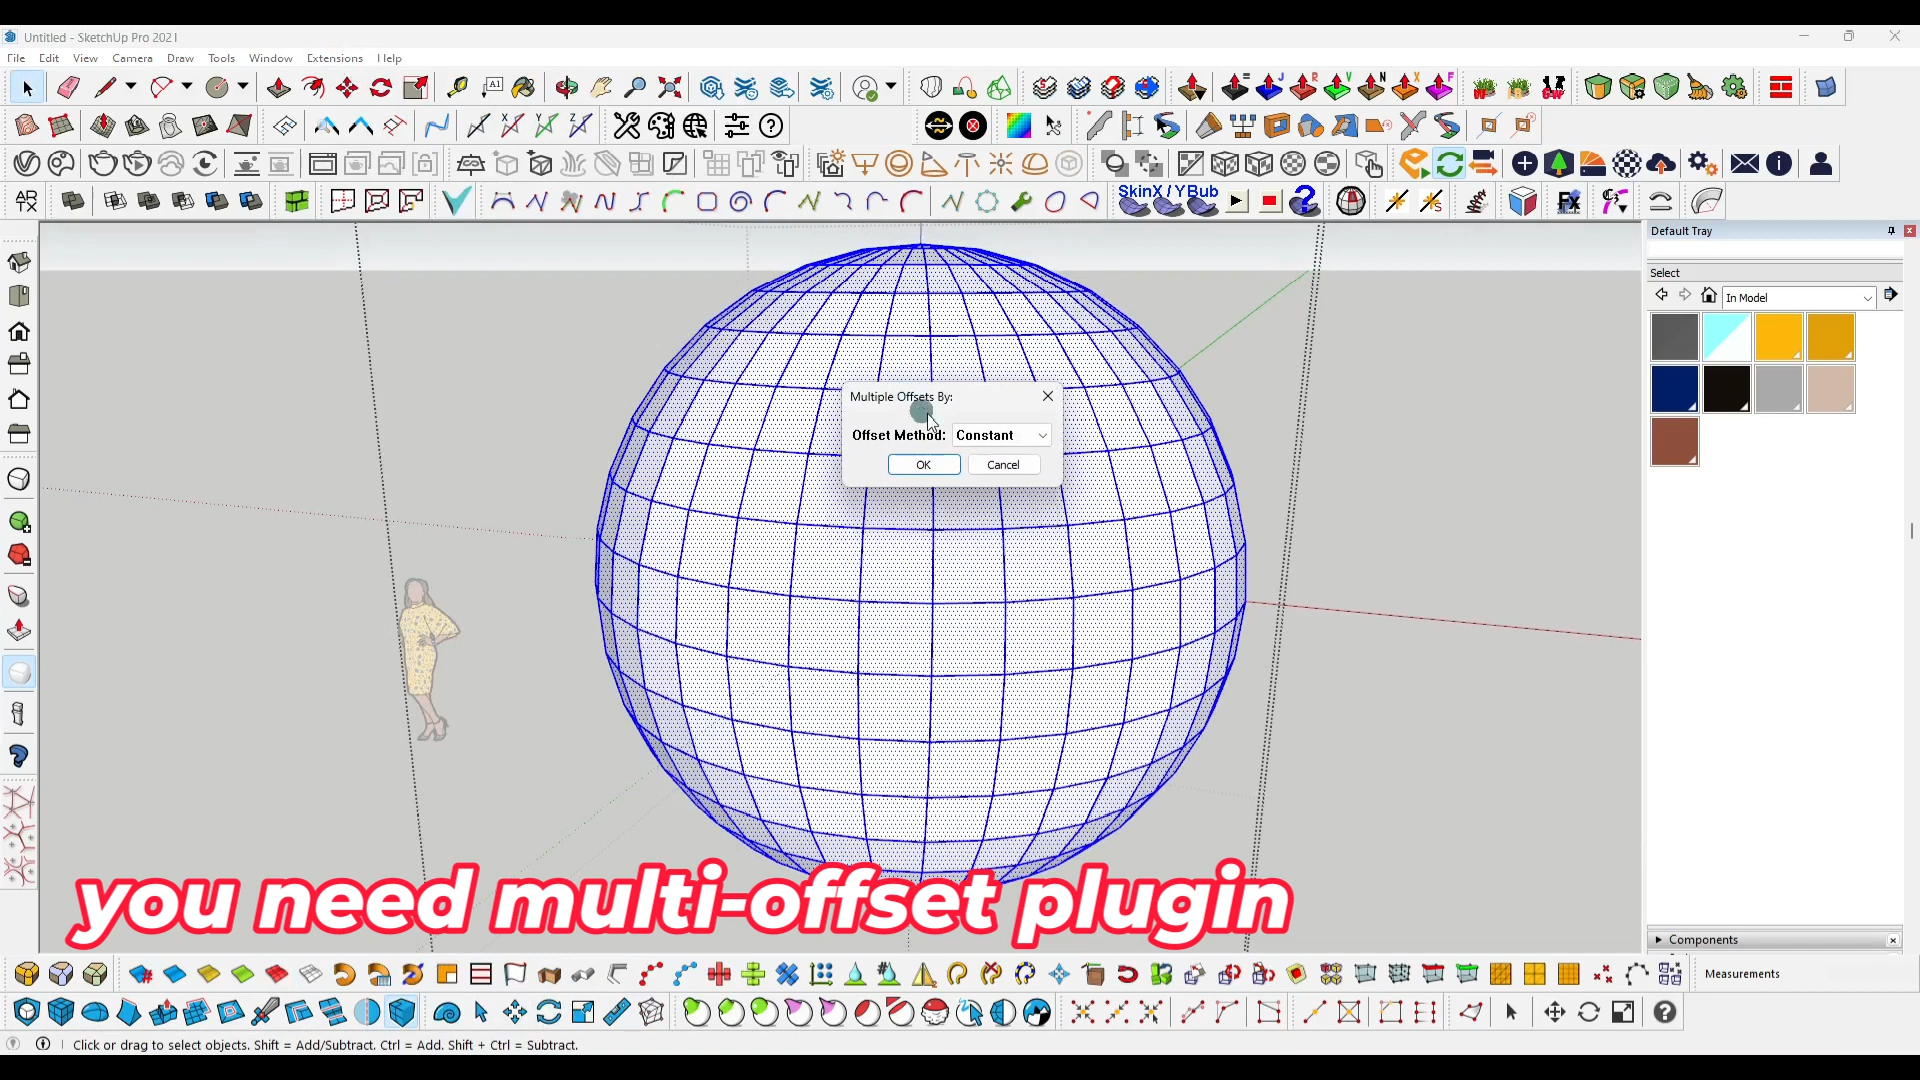 Untitled - SketchUp Pro 2021
File Edit View Camera Draw Tools Window Extensions Help
SkinX / YBub
Default Tray
Select
In Model
Multiple Offsets By:
Offset Method: Constant
OK Cancel
you need multi-offset plugin
Components
Measurements
Click or drag to select objects. Shift = Add/Subtract. Ctrl = Add. Shift + Ctrl = Subtract.